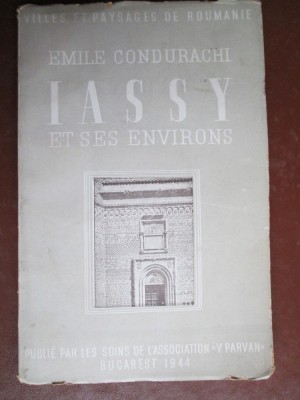 VILLES ET PAYSAGES DE ROUMANIE
EMILE CONDURACHI
IASSY
ET SES ENVIRONS
PUBLIÉ PAR LES SOINS DE L'ASSOCIATION «V PARVAN»
BUCAREST 1944